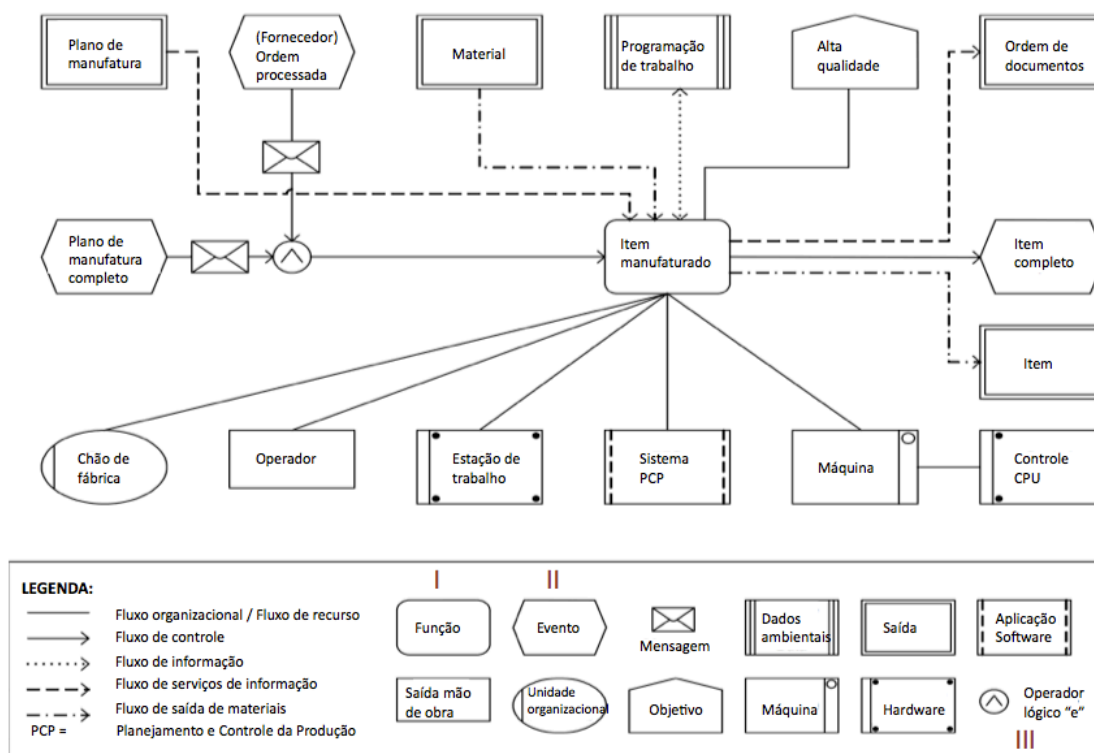 Plano de
manufatura
(Fornecedor)
Ordem
processada
Material
Programação
de trabalho
Alta
qualidade
Ordem de
documentos
Plano de
manufatura
completo
Item
manufaturado
Item
completo
Item
Chão de
fábrica
Operador
Estação de
trabalho
Sistema
PCP
Máquina
Controle
CPU
LEGENDA:
Fluxo organizacional / Fluxo de recurso
Fluxo de controle
Fluxo de informação
Fluxo de serviços de informação
Fluxo de saída de materiais
PCP = Planejamento e Controle da Produção
I
II
Função
Evento
Mensagem
Dados
ambientais
Saída
Aplicação
Software
Saída mão
de obra
Unidade
organizacional
Objetivo
Máquina
Hardware
Operador
lógico “e”
III